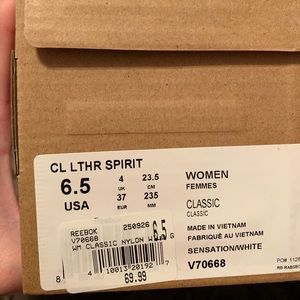 CL LTHR SPIRIT
6.5 4 23.5
UK CM
USA 37 235
EUR MM
WOMEN
FEMMES
CLASSIC
CLASSIC
MADE IN VIETNAM
FABRIQUÉ AU VIETNAM
SENSATION/WHITE
V70668
REEBOK 250926
V70668
WM CLASSIC NYLON W
6.5
G
41001320192
69.99